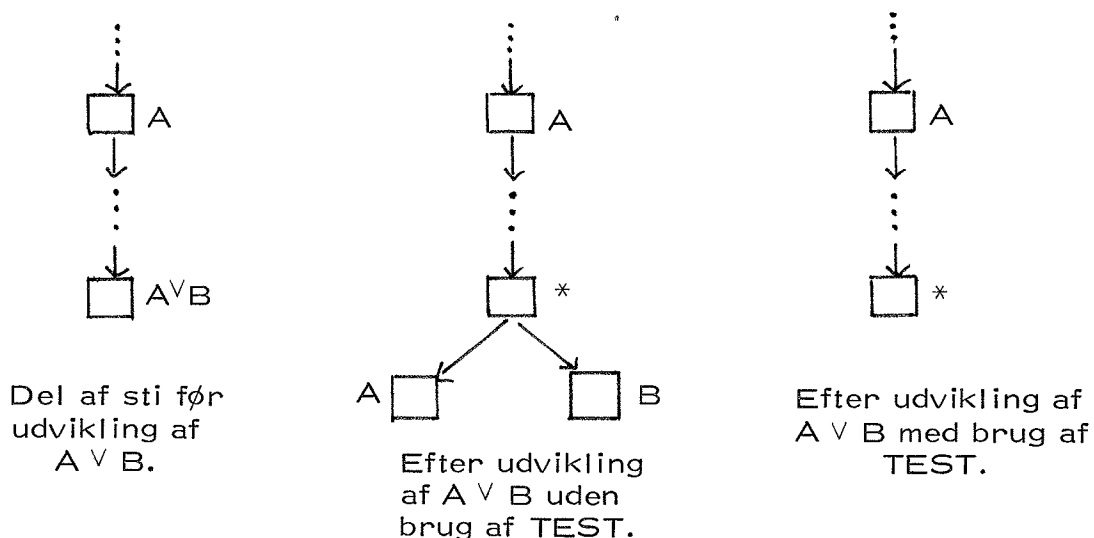 A
A∨B
Del af sti før
udvikling af
A ∨ B.
A
*
A
B
Efter udvikling
af A ∨ B uden
brug af TEST.
A
*
Efter udvikling af
A ∨ B med brug af
TEST.